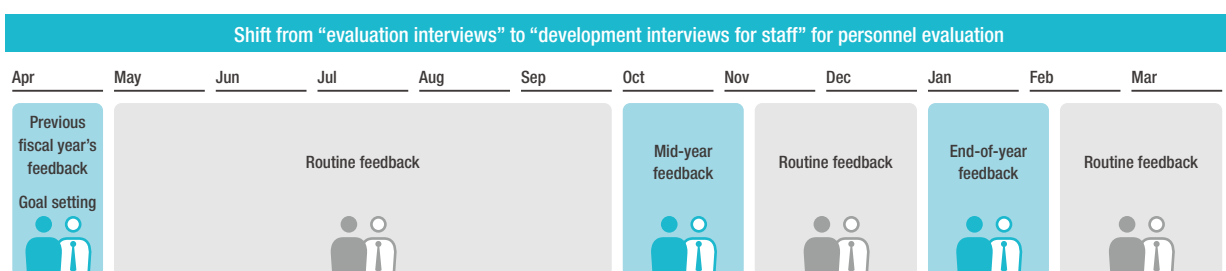 Shift from “evaluation interviews” to “development interviews for staff” for personnel evaluation
Apr May Jun Jul Aug Sep Oct Nov Dec Jan Feb Mar
Previous
fiscal year’s
feedback
Goal setting
Routine feedback
Mid-year
feedback
Routine feedback
End-of-year
feedback
Routine feedback